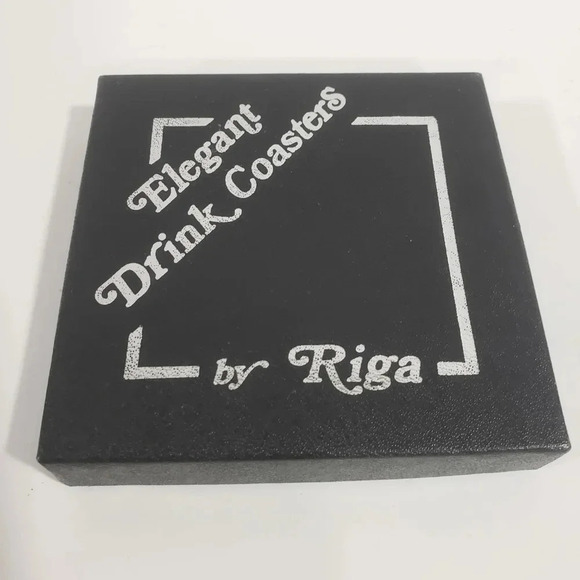 Elegant
Drink Coasters
by Riga